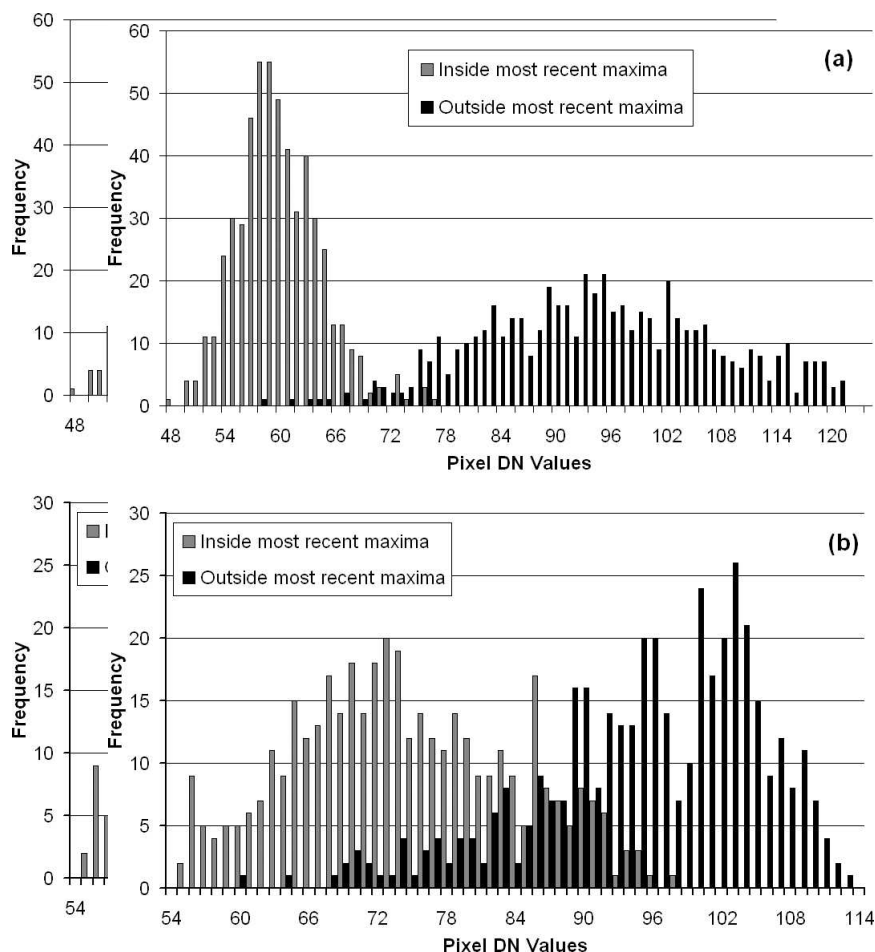 60
50
40
30
20
10
0
48
Frequency
60
50
40
30
20
10
0
Frequency
(a)
Inside most recent maxima
Outside most recent maxima
48 54 60 66 72 78 84 90 96 102 108 114 120
Pixel DN Values
30
25
20
15
10
5
0
54
Frequency
30
25
20
15
10
5
0
Frequency
(b)
Inside most recent maxima
Outside most recent maxima
54 60 66 72 78 84 90 96 102 108 114
Pixel DN Values